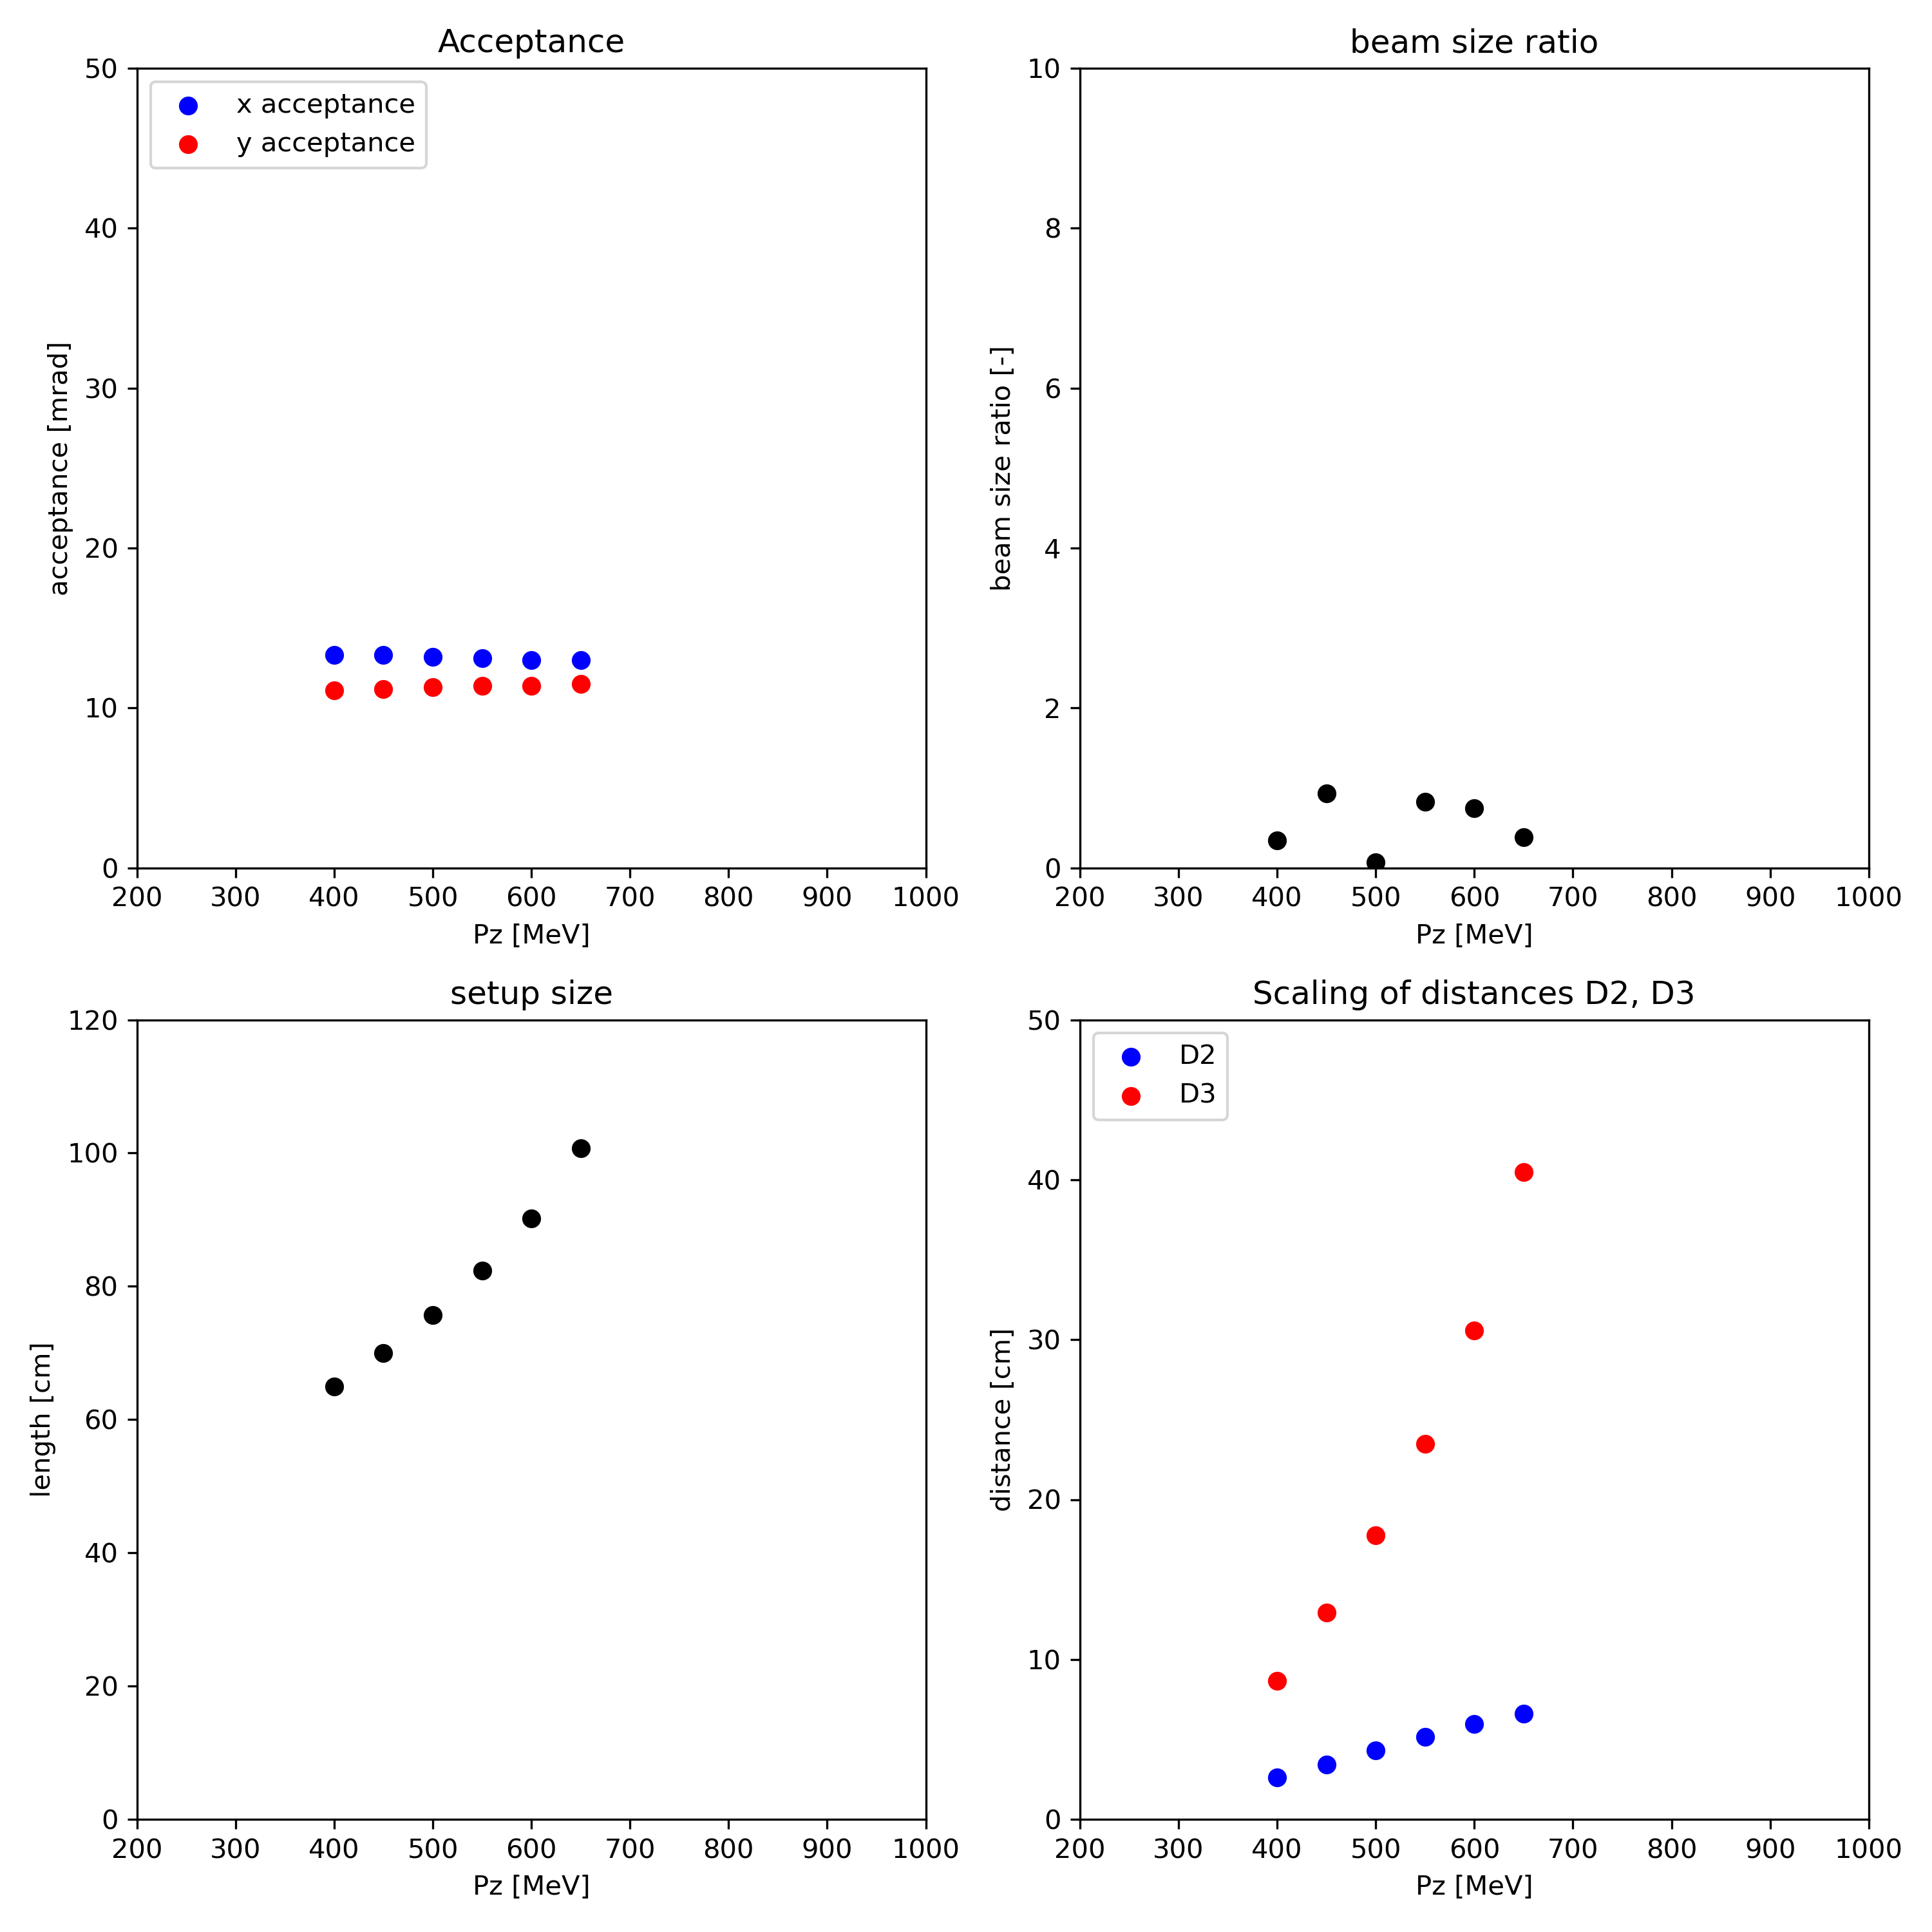 Acceptance
50
40
30
20
10
0
acceptance [mrad]
x acceptance
y acceptance
200 300 400 500 600 700 800 900 1000
Pz [MeV]
beam size ratio
10
8
6
4
2
0
beam size ratio [-]
200 300 400 500 600 700 800 900 1000
Pz [MeV]
setup size
120
100
80
60
40
20
0
length [cm]
200 300 400 500 600 700 800 900 1000
Pz [MeV]
Scaling of distances D2, D3
50
40
30
20
10
0
distance [cm]
D2
D3
200 300 400 500 600 700 800 900 1000
Pz [MeV]